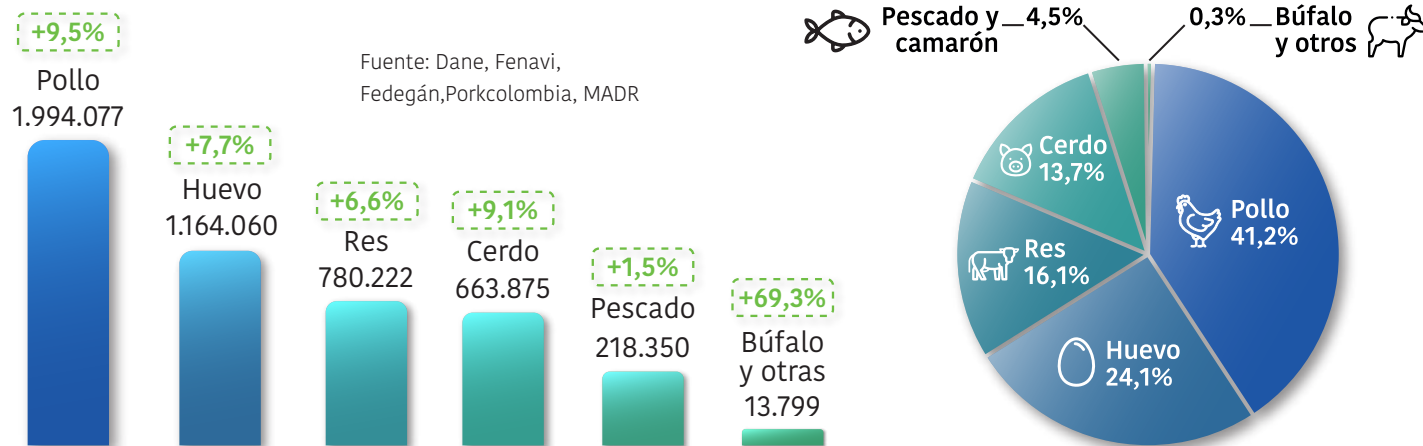 +9,5%
Pollo
1.994.077
Fuente: Dane, Fenavi,
Fedegán,Porkcolombia, MADR
+7,7%
Huevo
1.164.060
+6,6%
Res
780.222
+9,1%
Cerdo
663.875
+1,5%
Pescado
218.350
+69,3%
Búfalo
y otras
13.799
Pescado y
camarón
4,5%
0,3%
Búfalo
y otros
Cerdo
13,7%
Pollo
41,2%
Res
16,1%
Huevo
24,1%